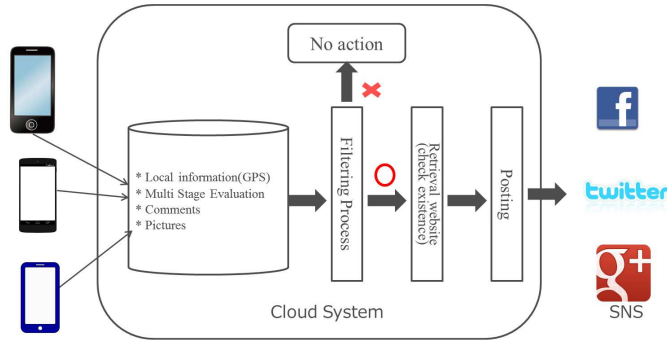 No action
* Local information(GPS)
* Multi Stage Evaluation
* Comments
* Pictures
Filtering Process
Retrieval website
(check existence)
Posting
Cloud System
f
twitter
g+
SNS